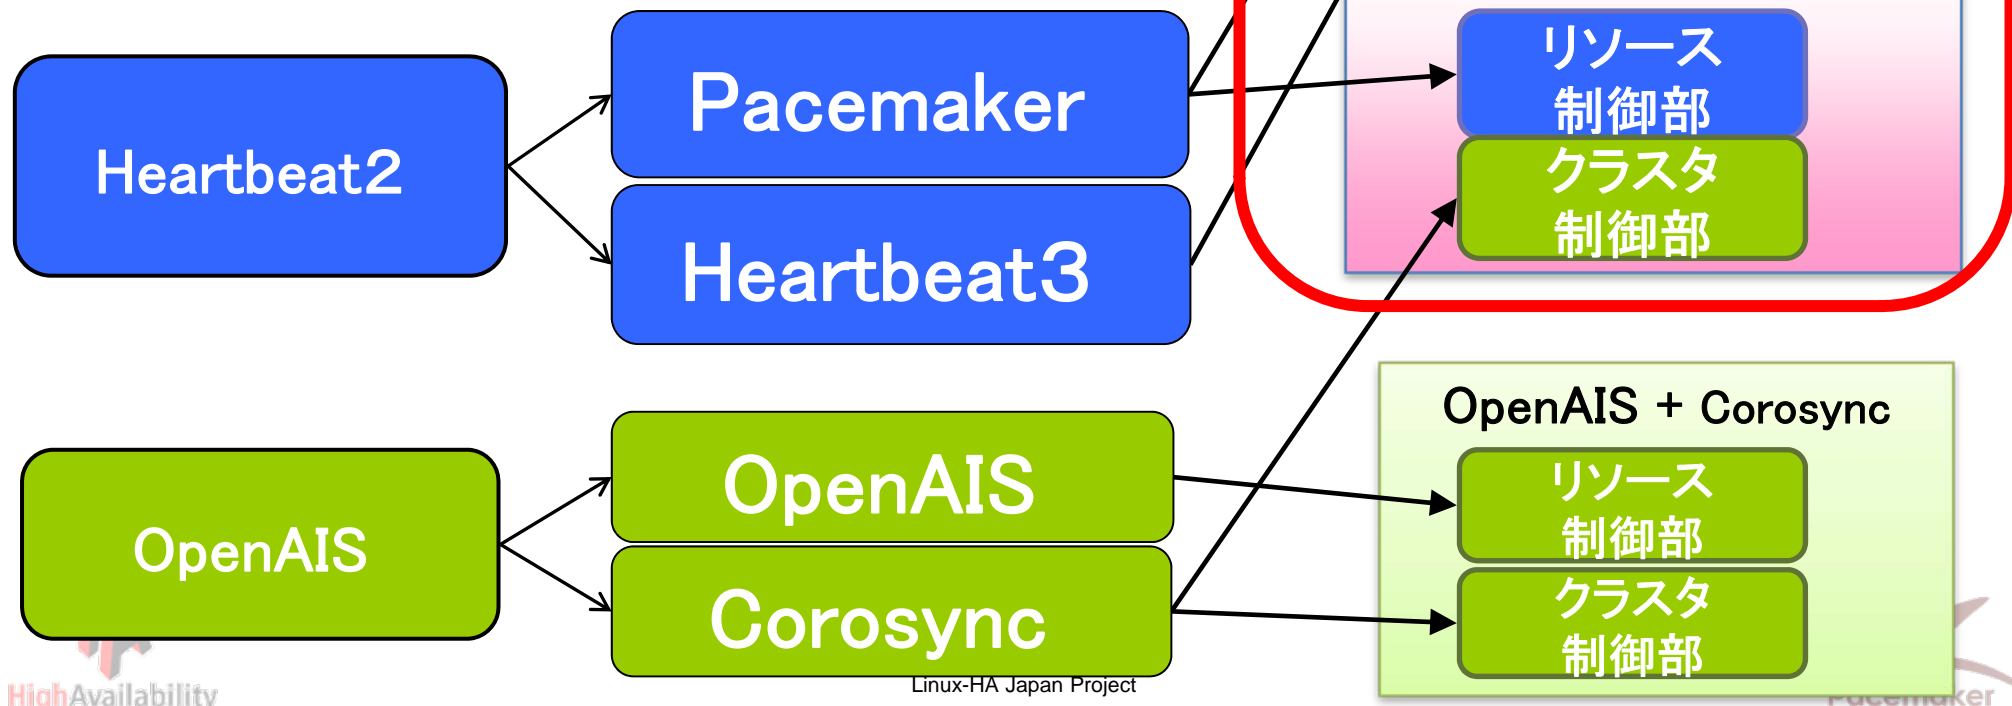 リソース
制御部
Pacemaker
クラスタ
制御部
Heartbeat2
Heartbeat3
OpenAIS + Corosync
リソース
制御部
OpenAIS
OpenAIS
クラスタ
制御部
Corosync
Linux-HA Japan Project
HighAvailability
Pacemaker